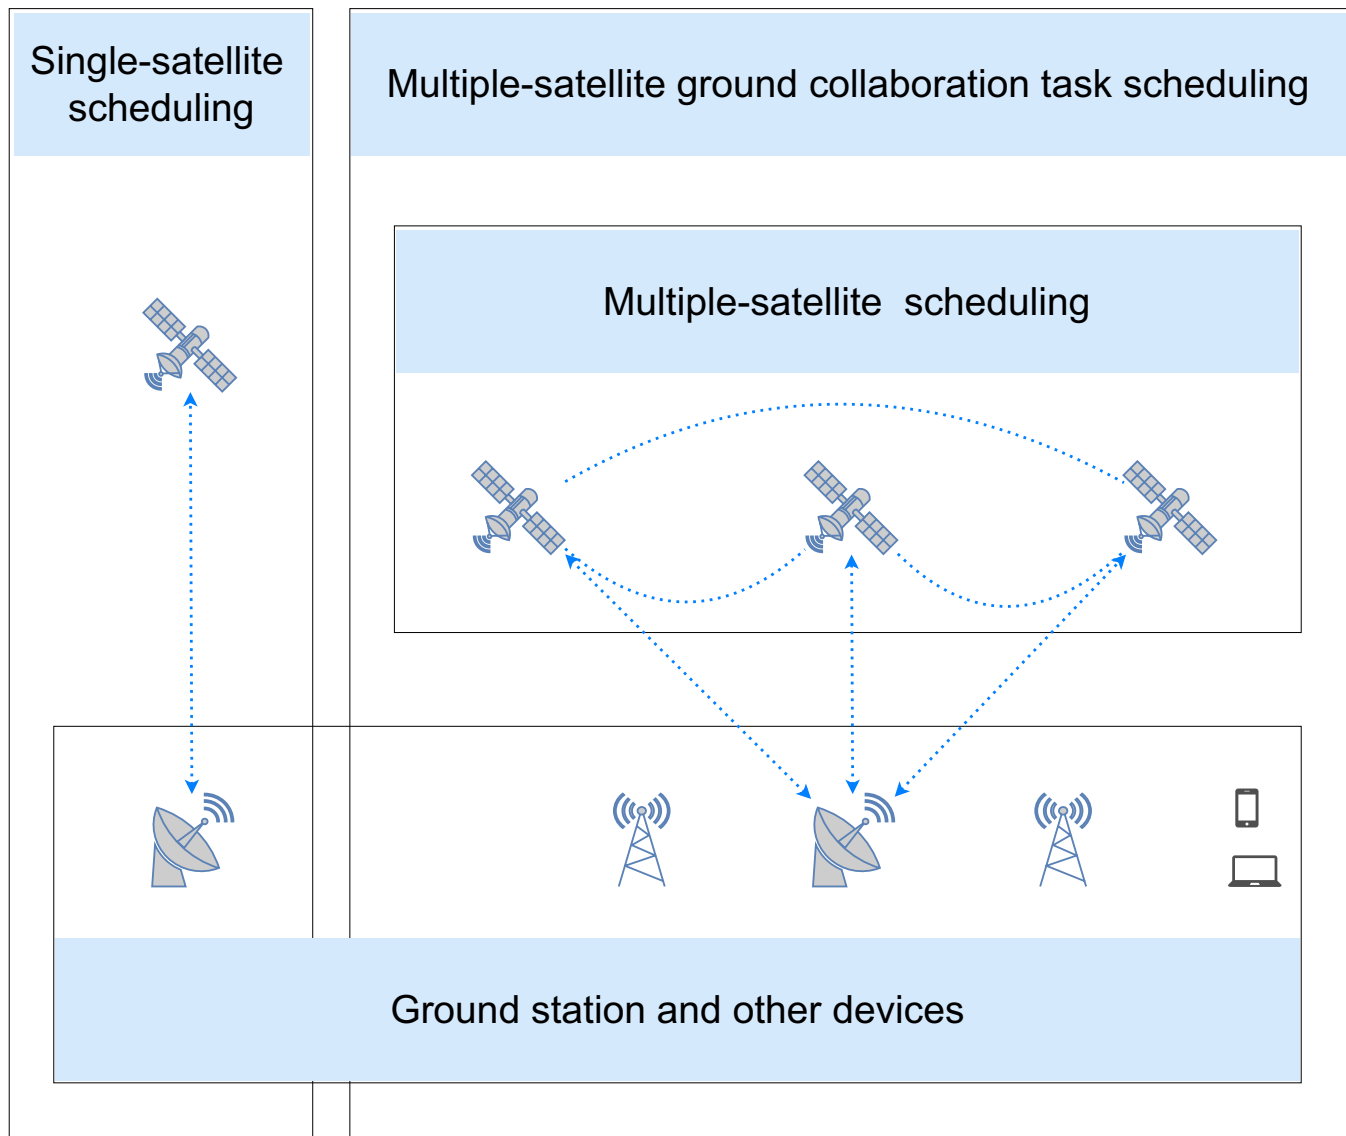 Single-satellite
scheduling
Multiple-satellite ground collaboration task scheduling
Multiple-satellite  scheduling
Ground station and other devices